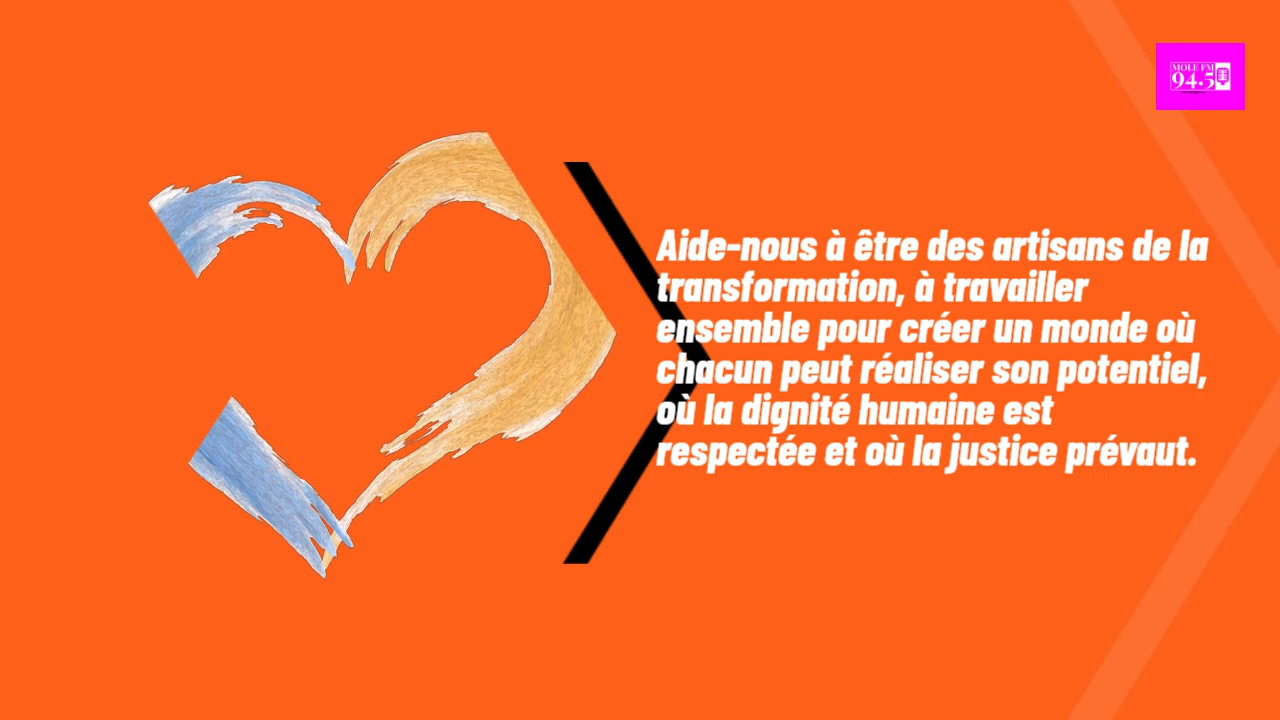 MOLE FM
94.5
Aide-nous à être des artisans de la
transformation, à travailler
ensemble pour créer un monde où
chacun peut réaliser son potentiel,
où la dignité humaine est
respectée et où la justice prévaut.